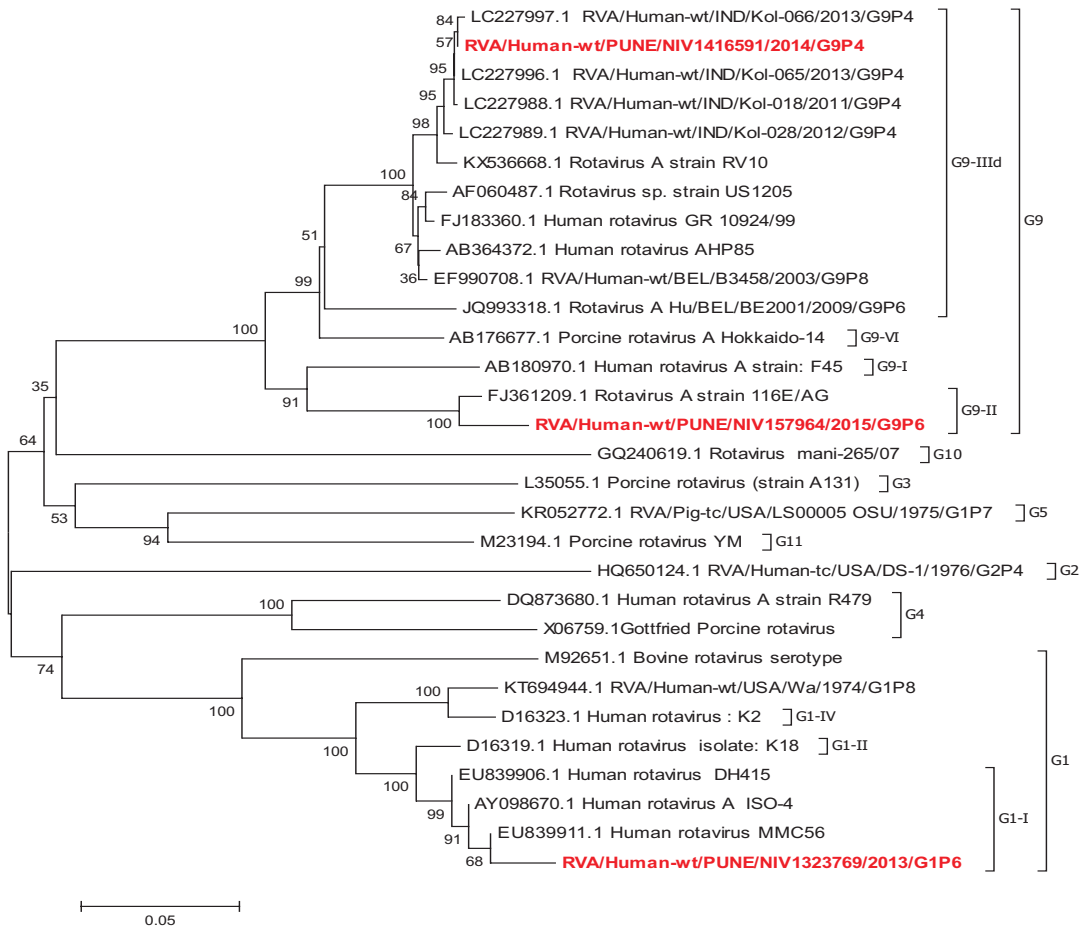 84
LC227997.1 RVA/Human-wt/IND/Kol-066/2013/G9P4
57
RVA/Human-wt/PUNE/NIV1416591/2014/G9P4
95
LC227996.1 RVA/Human-wt/IND/Kol-065/2013/G9P4
95
LC227988.1 RVA/Human-wt/IND/Kol-018/2011/G9P4
98
LC227989.1 RVA/Human-wt/IND/Kol-028/2012/G9P4
KX536668.1 Rotavirus A strain RV10
G9-IIId
100
84
AF060487.1 Rotavirus sp. strain US1205
FJ183360.1 Human rotavirus GR 10924/99
G9
51
67
AB364372.1 Human rotavirus AHP85
36
EF990708.1 RVA/Human-wt/BEL/B3458/2003/G9P8
99
JQ993318.1 Rotavirus A Hu/BEL/BE2001/2009/G9P6
100
AB176677.1 Porcine rotavirus A Hokkaido-14
G9-VI
AB180970.1 Human rotavirus A strain: F45
G9-I
35
91
FJ361209.1 Rotavirus A strain 116E/AG
G9-II
100
RVA/Human-wt/PUNE/NIV157964/2015/G9P6
64
GQ240619.1 Rotavirus mani-265/07
G10
L35055.1 Porcine rotavirus (strain A131)
G3
53
KR052772.1 RVA/Pig-tc/USA/LS00005 OSU/1975/G1P7
G5
94
M23194.1 Porcine rotavirus YM
G11
HQ650124.1 RVA/Human-tc/USA/DS-1/1976/G2P4
G2
100
DQ873680.1 Human rotavirus A strain R479
G4
X06759.1Gottfried Porcine rotavirus
74
M92651.1 Bovine rotavirus serotype
100
KT694944.1 RVA/Human-wt/USA/Wa/1974/G1P8
100
D16323.1 Human rotavirus : K2
G1-IV
100
D16319.1 Human rotavirus isolate: K18
G1-II
G1
100
EU839906.1 Human rotavirus DH415
99
AY098670.1 Human rotavirus A ISO-4
G1-I
91
EU839911.1 Human rotavirus MMC56
68
RVA/Human-wt/PUNE/NIV1323769/2013/G1P6
0.05